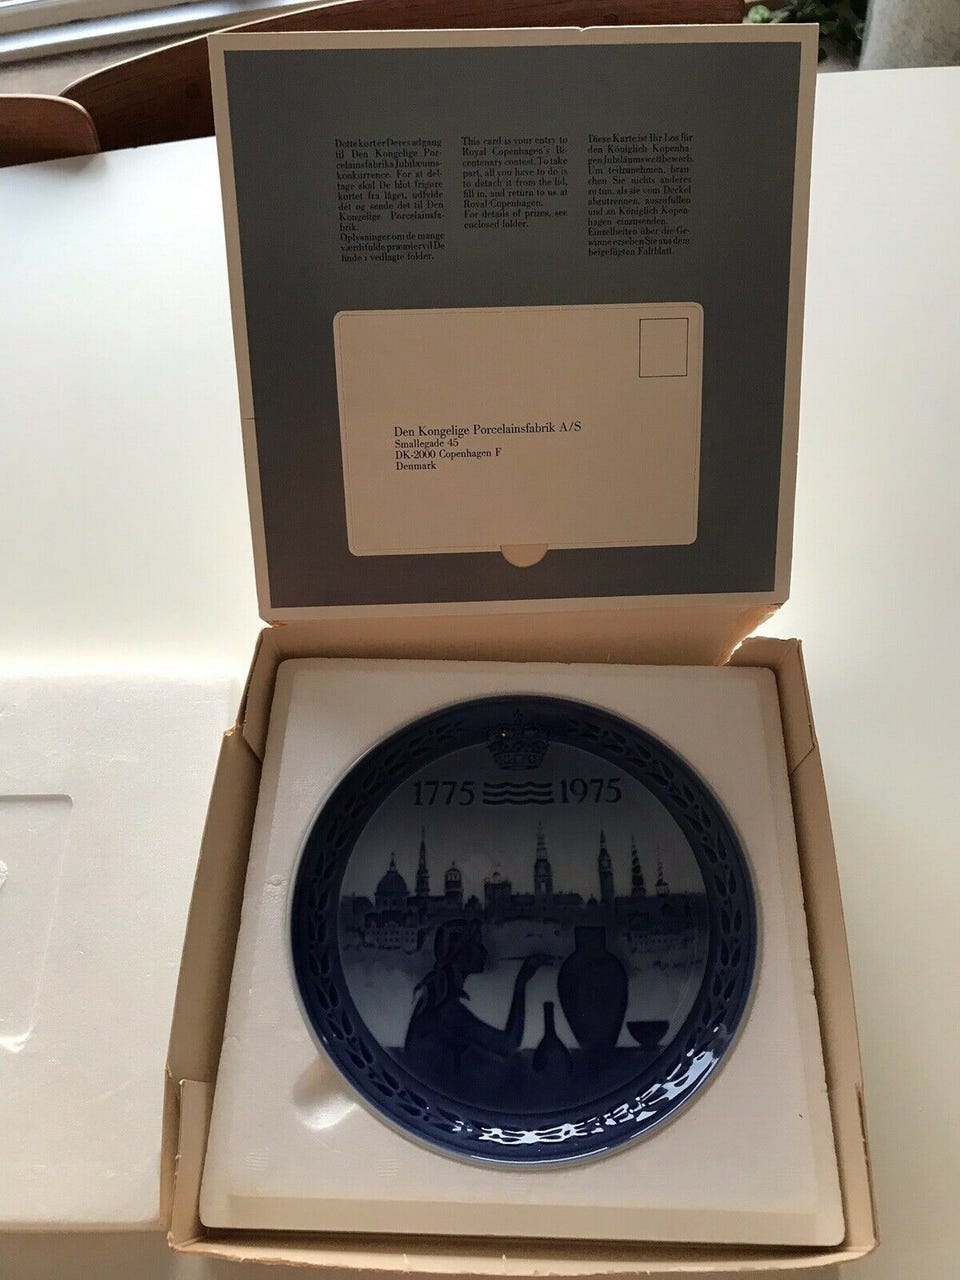 Dette kort er Deres adgang
til Den Kongelige Por-
celainsfabriks Jubilæums-
konkurrence. For at del-
tage skal De blot frigøre
kortet fra låget, udfylde
det og sende det til Den
Kongelige Porcelainsfa-
brik.
Oplysninger om de mange
værdifulde præmier vil De
finde i vedlagte folder.
This card is your entry to
Royal Copenhagen's Bi-
centenary contest. To take
part, all you have to do is
to detach it from the lid,
fill in, and return to us at
Royal Copenhagen.
For details of prizes, see
enclosed folder.
Diese Karte ist Ihr Los für
den Königlich Kopenha-
gen Jubiläumswettbewerb.
Um teilzunehmen, brau-
chen Sie nichts anderes
zu tun, als sie vom Deckel
abzutrennen, auszufüllen
und an Königlich Kopen-
hagen einzusenden.
Einzelheiten über die Ge-
winne ersehen Sie aus dem
beigefügten Faltblatt.
Den Kongelige Porcelainsfabrik A/S
Smallegade 45
DK-2000 Copenhagen F
Denmark
1775 1975